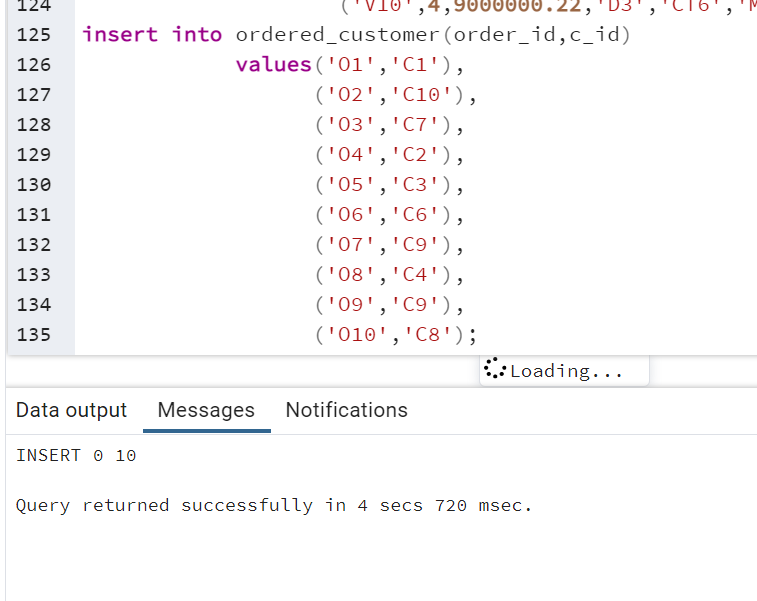 124 ('V10',4,9000000.22,'D3','CT6','M
125 insert into ordered_customer(order_id,c_id)
126 values('O1','C1'),
127 ('O2','C10'),
128 ('O3','C7'),
129 ('O4','C2'),
130 ('O5','C3'),
131 ('O6','C6'),
132 ('O7','C9'),
133 ('O8','C4'),
134 ('O9','C9'),
135 ('O10','C8');
Loading...
Data output Messages Notifications
INSERT 0 10
Query returned successfully in 4 secs 720 msec.